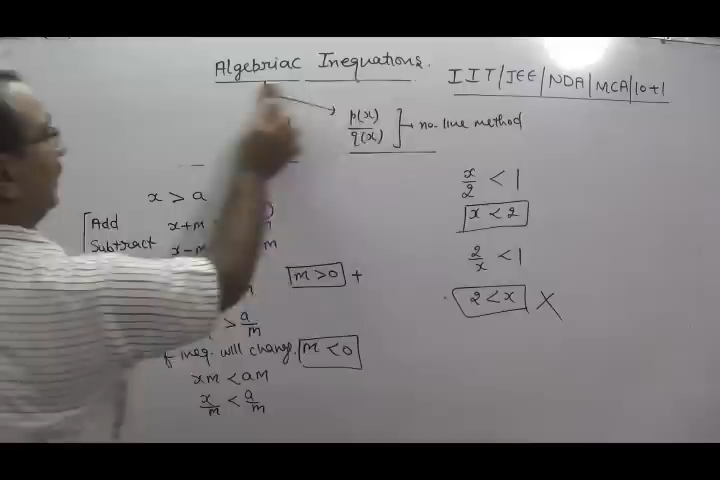 Algebriac Inequations.
IIT/JEE/NDA/MCA/10+1
p(x)
q(x)
no. line method
x > a
Add x+m
Subtract x-m m
m > 0 +
> a/m
f ineq. will change. m < 0
xm < am
x/m < a/m
x/2 < 1
x < 2
2/x < 1
2 < x X